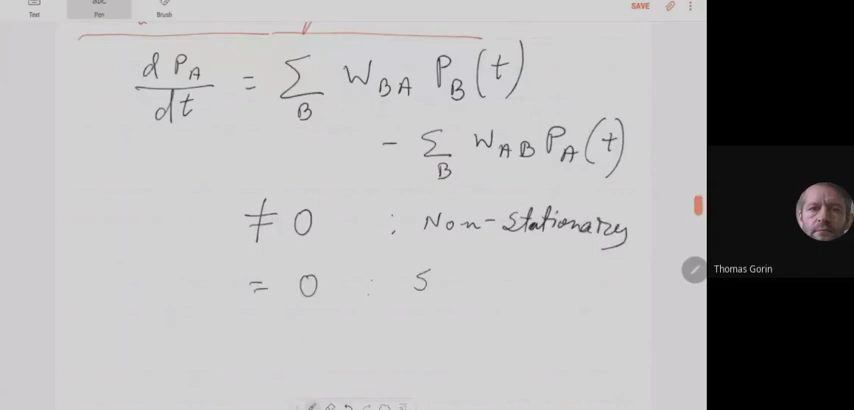 Text
Pen
Brush
SAVE
d P_A / dt = Σ_B W_BA P_B(t)
- Σ_B W_AB P_A(t)
≠ 0 : Non-Stationary
= 0 : S
Thomas Gorin